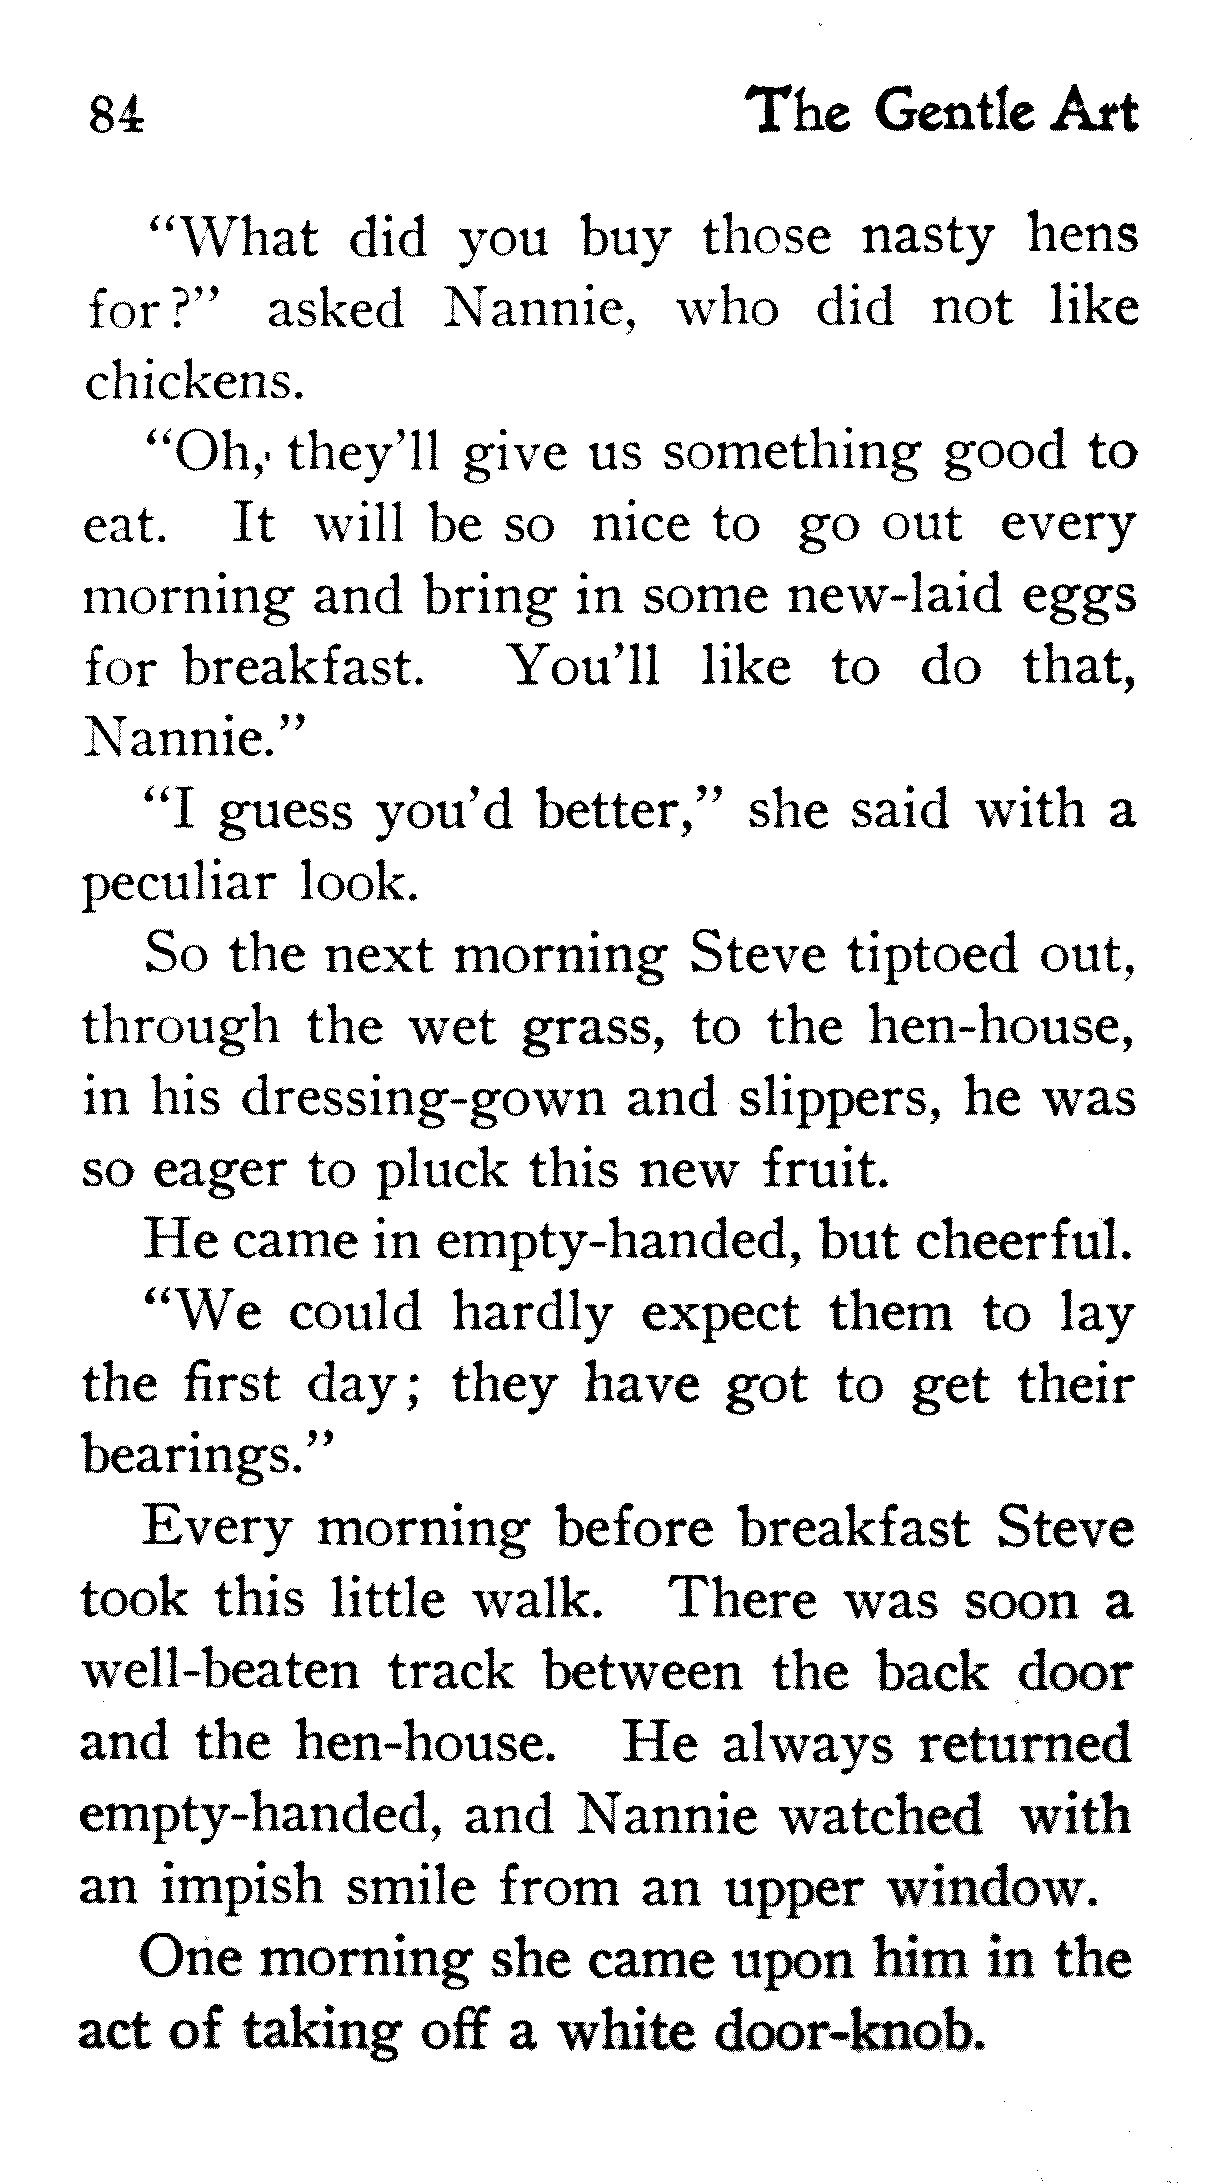 84 The Gentle Art
"What did you buy those nasty hens
for?" asked Nannie, who did not like
chickens.
"Oh, they'll give us something good to
eat. It will be so nice to go out every
morning and bring in some new-laid eggs
for breakfast. You'll like to do that,
Nannie."
"I guess you'd better," she said with a
peculiar look.
So the next morning Steve tiptoed out,
through the wet grass, to the hen-house,
in his dressing-gown and slippers, he was
so eager to pluck this new fruit.
He came in empty-handed, but cheerful.
"We could hardly expect them to lay
the first day; they have got to get their
bearings."
Every morning before breakfast Steve
took this little walk. There was soon a
well-beaten track between the back door
and the hen-house. He always returned
empty-handed, and Nannie watched with
an impish smile from an upper window.
One morning she came upon him in the
act of taking off a white door-knob.